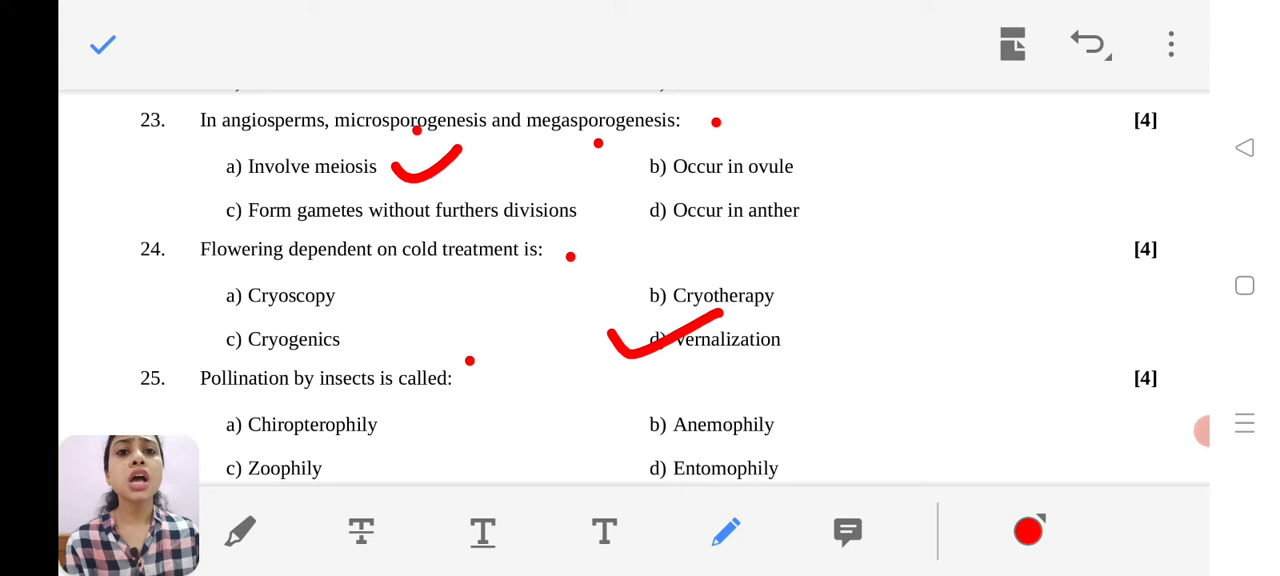 23. In angiosperms, microsporogenesis and megasporogenesis: [4]
a) Involve meiosis b) Occur in ovule
c) Form gametes without furthers divisions d) Occur in anther
24. Flowering dependent on cold treatment is: [4]
a) Cryoscopy b) Cryotherapy
c) Cryogenics d) Vernalization
25. Pollination by insects is called: [4]
a) Chiropterophily b) Anemophily
c) Zoophily d) Entomophily
T T T